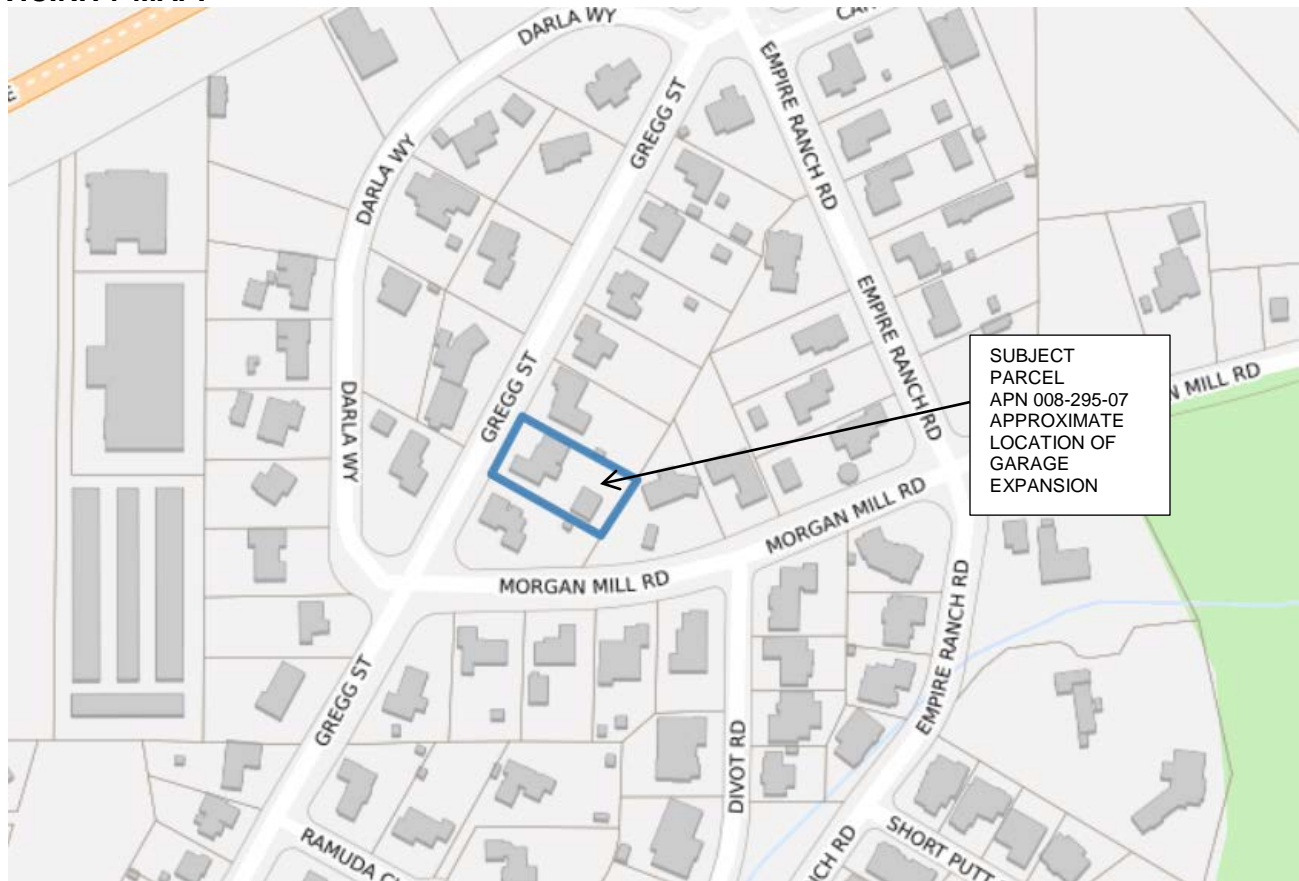 DARLA WY
EMPIRE RANCH RD
GREGG ST
DARLA WY
EMPIRE RANCH RD
SUBJECT
PARCEL
APN 008-295-07
APPROXIMATE
LOCATION OF
GARAGE
EXPANSION
MILL RD
GREGG ST
DARLA WY
MORGAN MILL RD
MORGAN MILL RD
EMPIRE RANCH RD
GREGG ST
DIVOT RD
RAMUDA
SHORT PUTT
RD